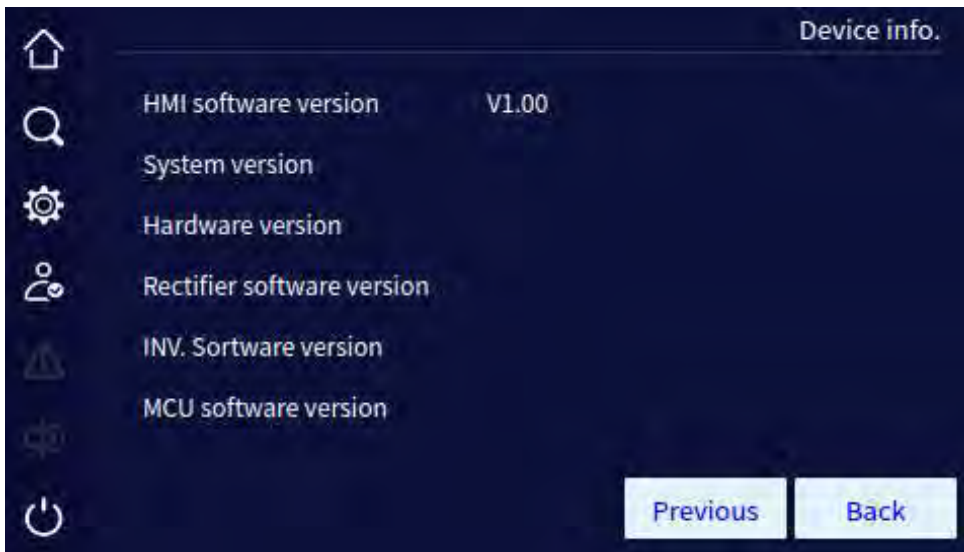 Device info.
HMI software version V1.00
System version
Hardware version
Rectifier software version
INV. Sortware version
MCU software version
Previous Back